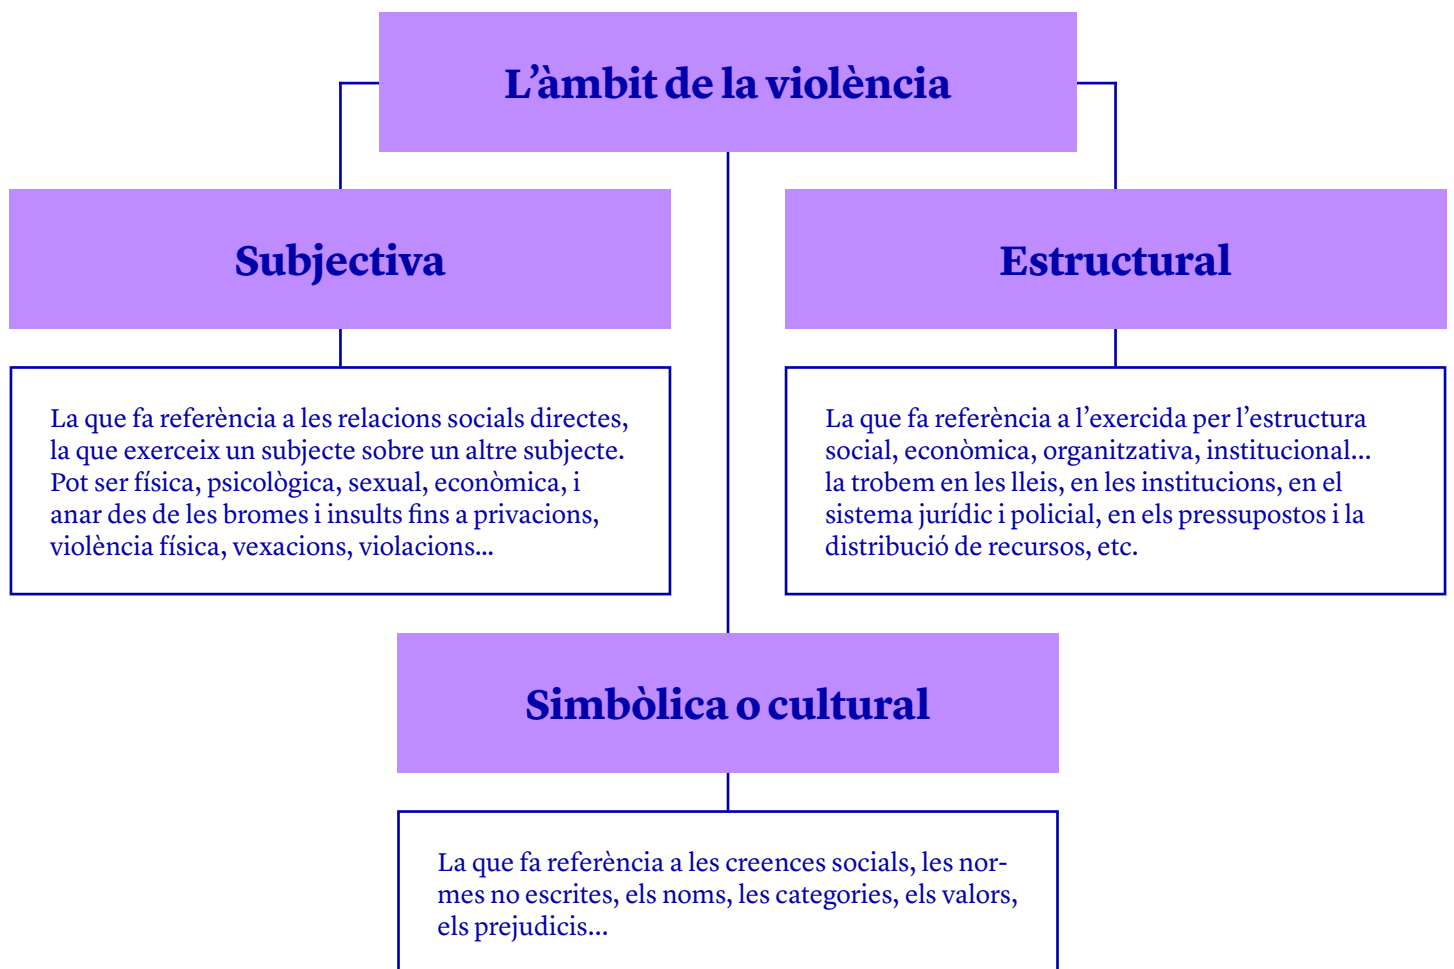 L’àmbit de la violència
Subjectiva
La que fa referència a les relacions socials directes,
la que exerceix un subjecte sobre un altre subjecte.
Pot ser física, psicològica, sexual, econòmica, i
anar des de les bromes i insults fins a privacions,
violència física, vexacions, violacions...
Estructural
La que fa referència a l’exercida per l’estructura
social, econòmica, organitzativa, institucional...
la trobem en les lleis, en les institucions, en el
sistema jurídic i policial, en els pressupostos i la
distribució de recursos, etc.
Simbòlica o cultural
La que fa referència a les creences socials, les nor-
mes no escrites, els noms, les categories, els valors,
els prejudicis...